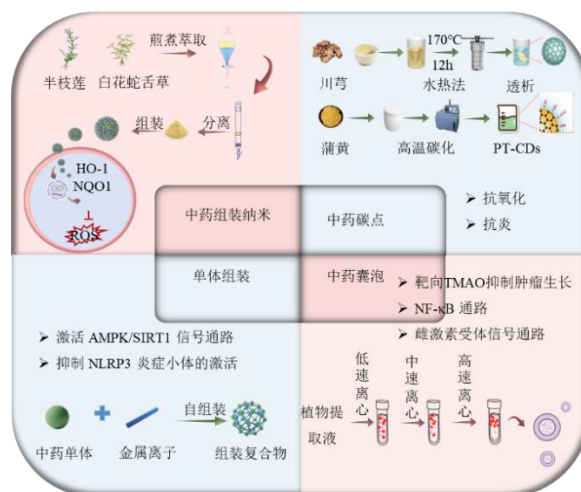 煎煮萃取
半枝莲
白花蛇舌草
组装
分离
HO-1
NQO1
ROS
中药组装纳米
170℃
12h
川芎
水热法
透析
蒲黄
高温碳化
PT-CDs
中药碳点
➢ 抗氧化
➢ 抗炎
单体组装
➢ 激活 AMPK/SIRT1 信号通路
➢ 抑制 NLRP3 炎症小体的激活
自组装
中药单体
金属离子
组装复合物
中药囊泡
➢ 靶向TMAO抑制肿瘤生长
➢ NF-κB 通路
➢ 雌激素受体信号通路
低速离心
中速离心
高速离心
植物提
取液